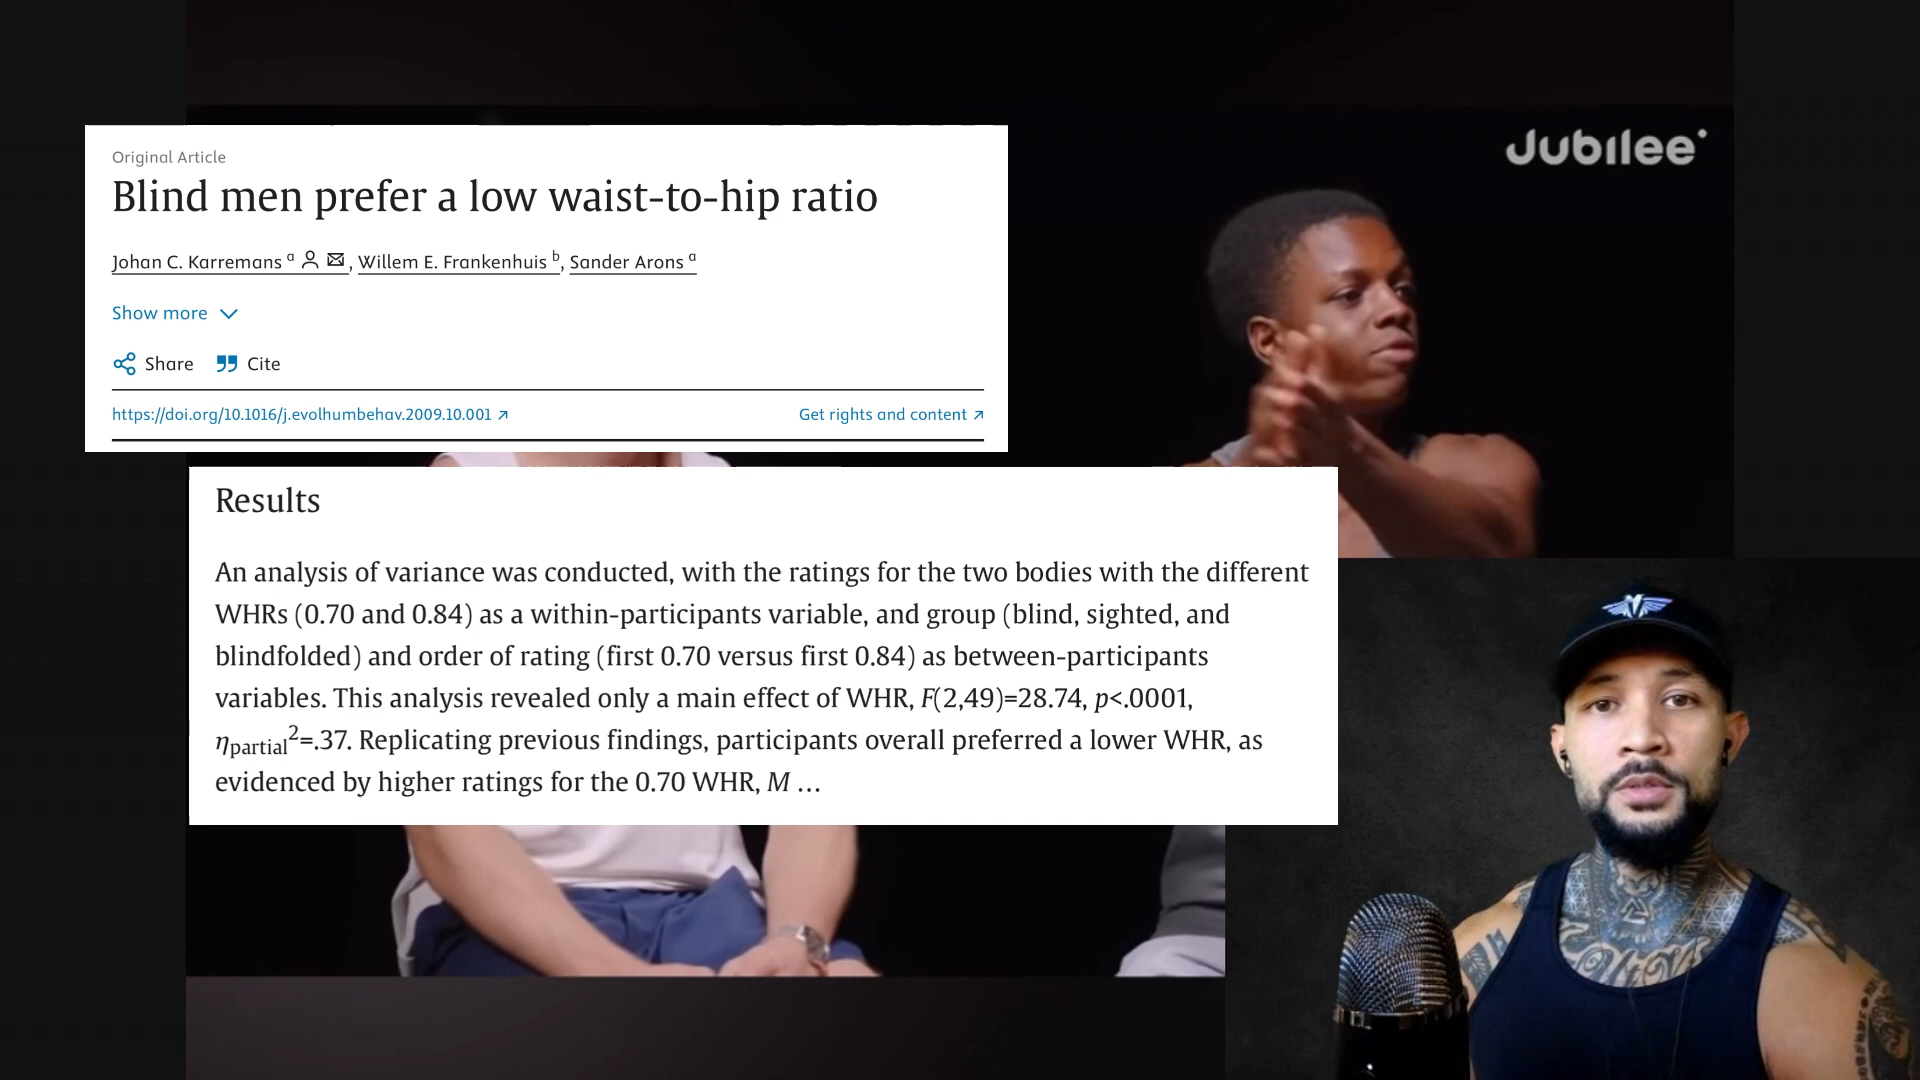 Jubilee
Original Article
Blind men prefer a low waist-to-hip ratio
Johan C. Karremans a, Willem E. Frankenhuis b, Sander Arons a
Show more
Share Cite
https://doi.org/10.1016/j.evolhumbehav.2009.10.001 Get rights and content
Results
An analysis of variance was conducted, with the ratings for the two bodies with the different
WHRs (0.70 and 0.84) as a within-participants variable, and group (blind, sighted, and
blindfolded) and order of rating (first 0.70 versus first 0.84) as between-participants
variables. This analysis revealed only a main effect of WHR, F(2,49)=28.74, p<.0001,
ηpartial²=.37. Replicating previous findings, participants overall preferred a lower WHR, as
evidenced by higher ratings for the 0.70 WHR, M …